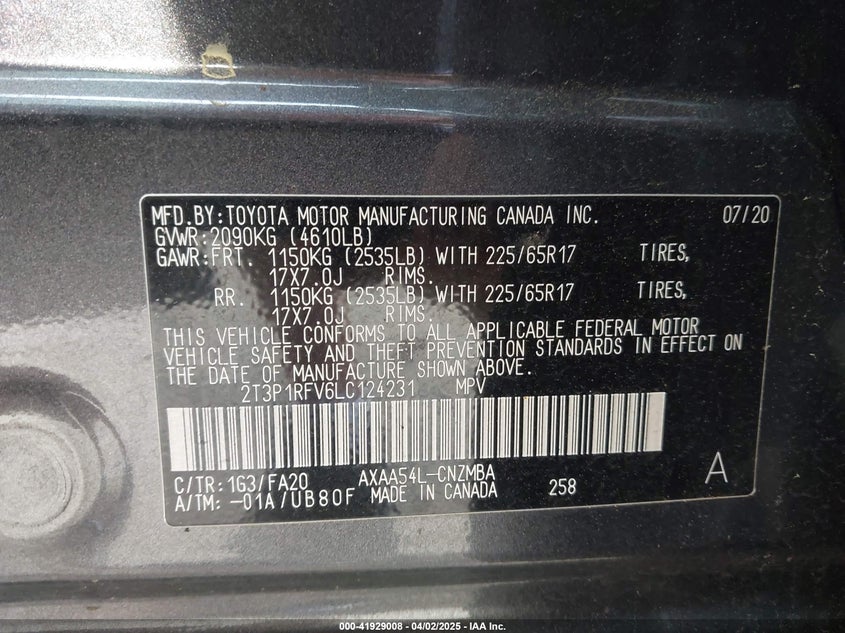 MFD.BY:TOYOTA MOTOR MANUFACTURING CANADA INC. 07/20
GVWR:2090KG (4610LB)
GAWR:FRT. 1150KG (2535LB) WITH 225/65R17 TIRES,
17X7.0J RIMS.
RR. 1150KG (2535LB) WITH 225/65R17 TIRES,
17X7.0J RIMS.
THIS VEHICLE CONFORMS TO ALL APPLICABLE FEDERAL MOTOR
VEHICLE SAFETY AND THEFT PREVENTION STANDARDS IN EFFECT ON
THE DATE OF MANUFACTURE SHOWN ABOVE.
2T3P1RFV6LC124231 MPV
C/TR:1G3/FA20 AXAA54L-CNZMBA A
A/TM:-01A/UB80F MADE IN CANADA 258
000-41929008 - 04/02/2025 - IAA Inc.